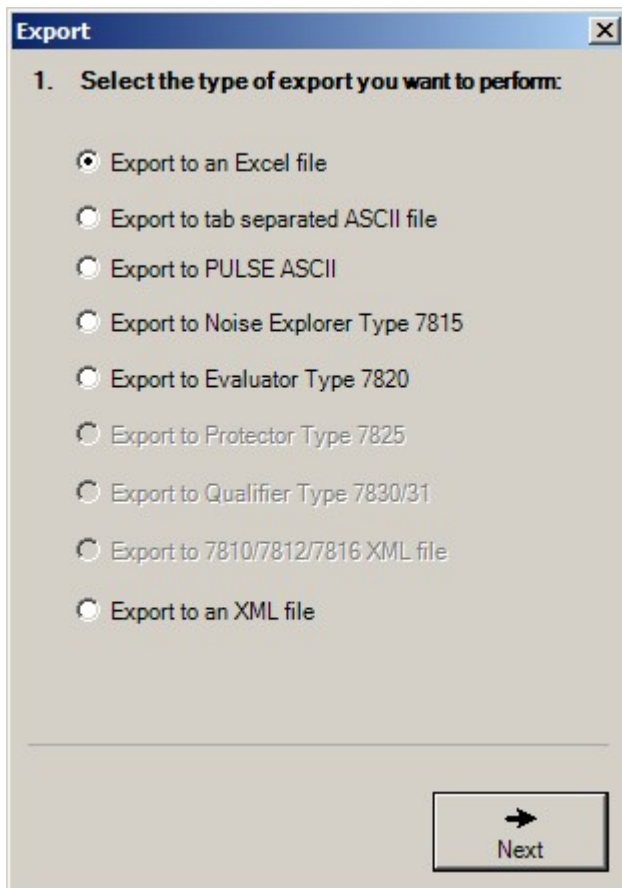 Export
1. Select the type of export you want to perform:
Export to an Excel file
Export to tab separated ASCII file
Export to PULSE ASCII
Export to Noise Explorer Type 7815
Export to Evaluator Type 7820
Export to Protector Type 7825
Export to Qualifier Type 7830/31
Export to 7810/7812/7816 XML file
Export to an XML file
Next